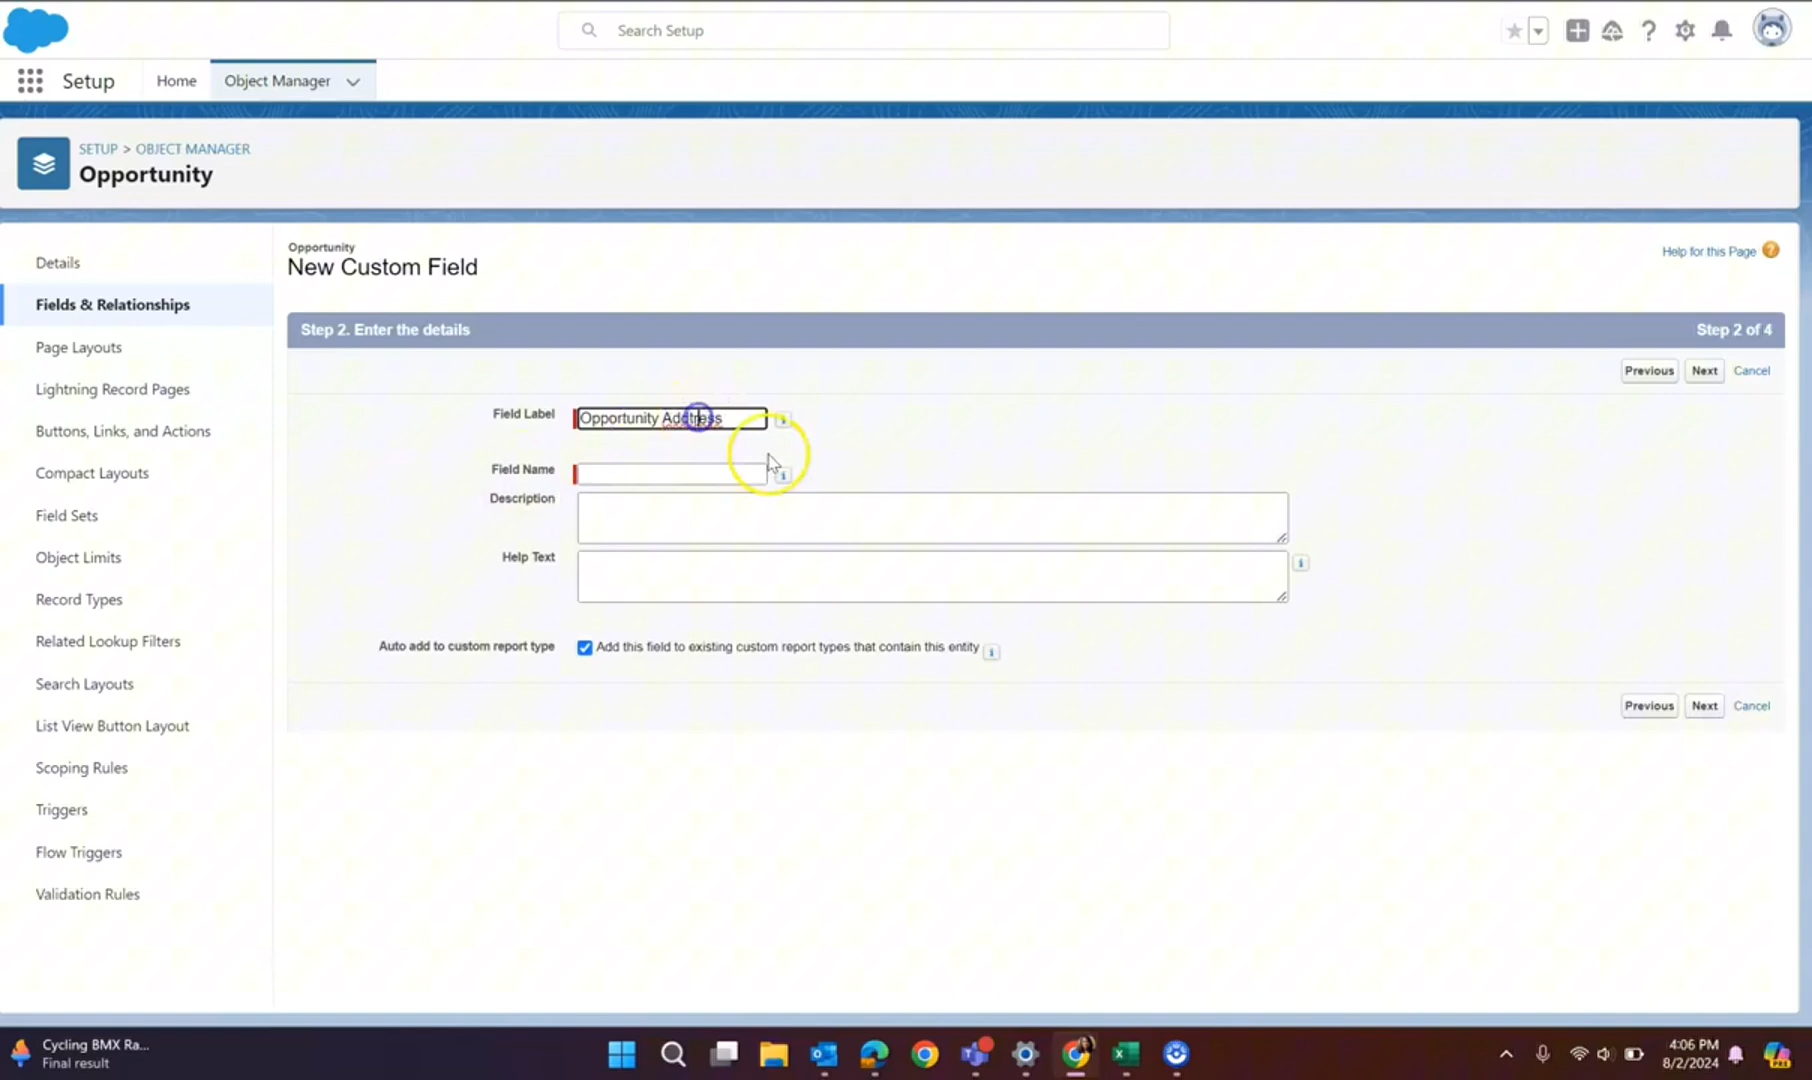 Search Setup
Setup
Home
Object Manager
SETUP > OBJECT MANAGER
Opportunity
Details
Fields & Relationships
Page Layouts
Lightning Record Pages
Buttons, Links, and Actions
Compact Layouts
Field Sets
Object Limits
Record Types
Related Lookup Filters
Search Layouts
List View Button Layout
Scoping Rules
Triggers
Flow Triggers
Validation Rules
Opportunity
New Custom Field
Help for this Page
Step 2. Enter the details
Step 2 of 4
Previous Next Cancel
Field Label
Opportunity
Field Name
Description
Help Text
Auto add to custom report type
Add this field to existing custom report types that contain this entity
Previous Next Cancel
Cycling BMX Ra...
Final result
4:06 PM
8/2/2024